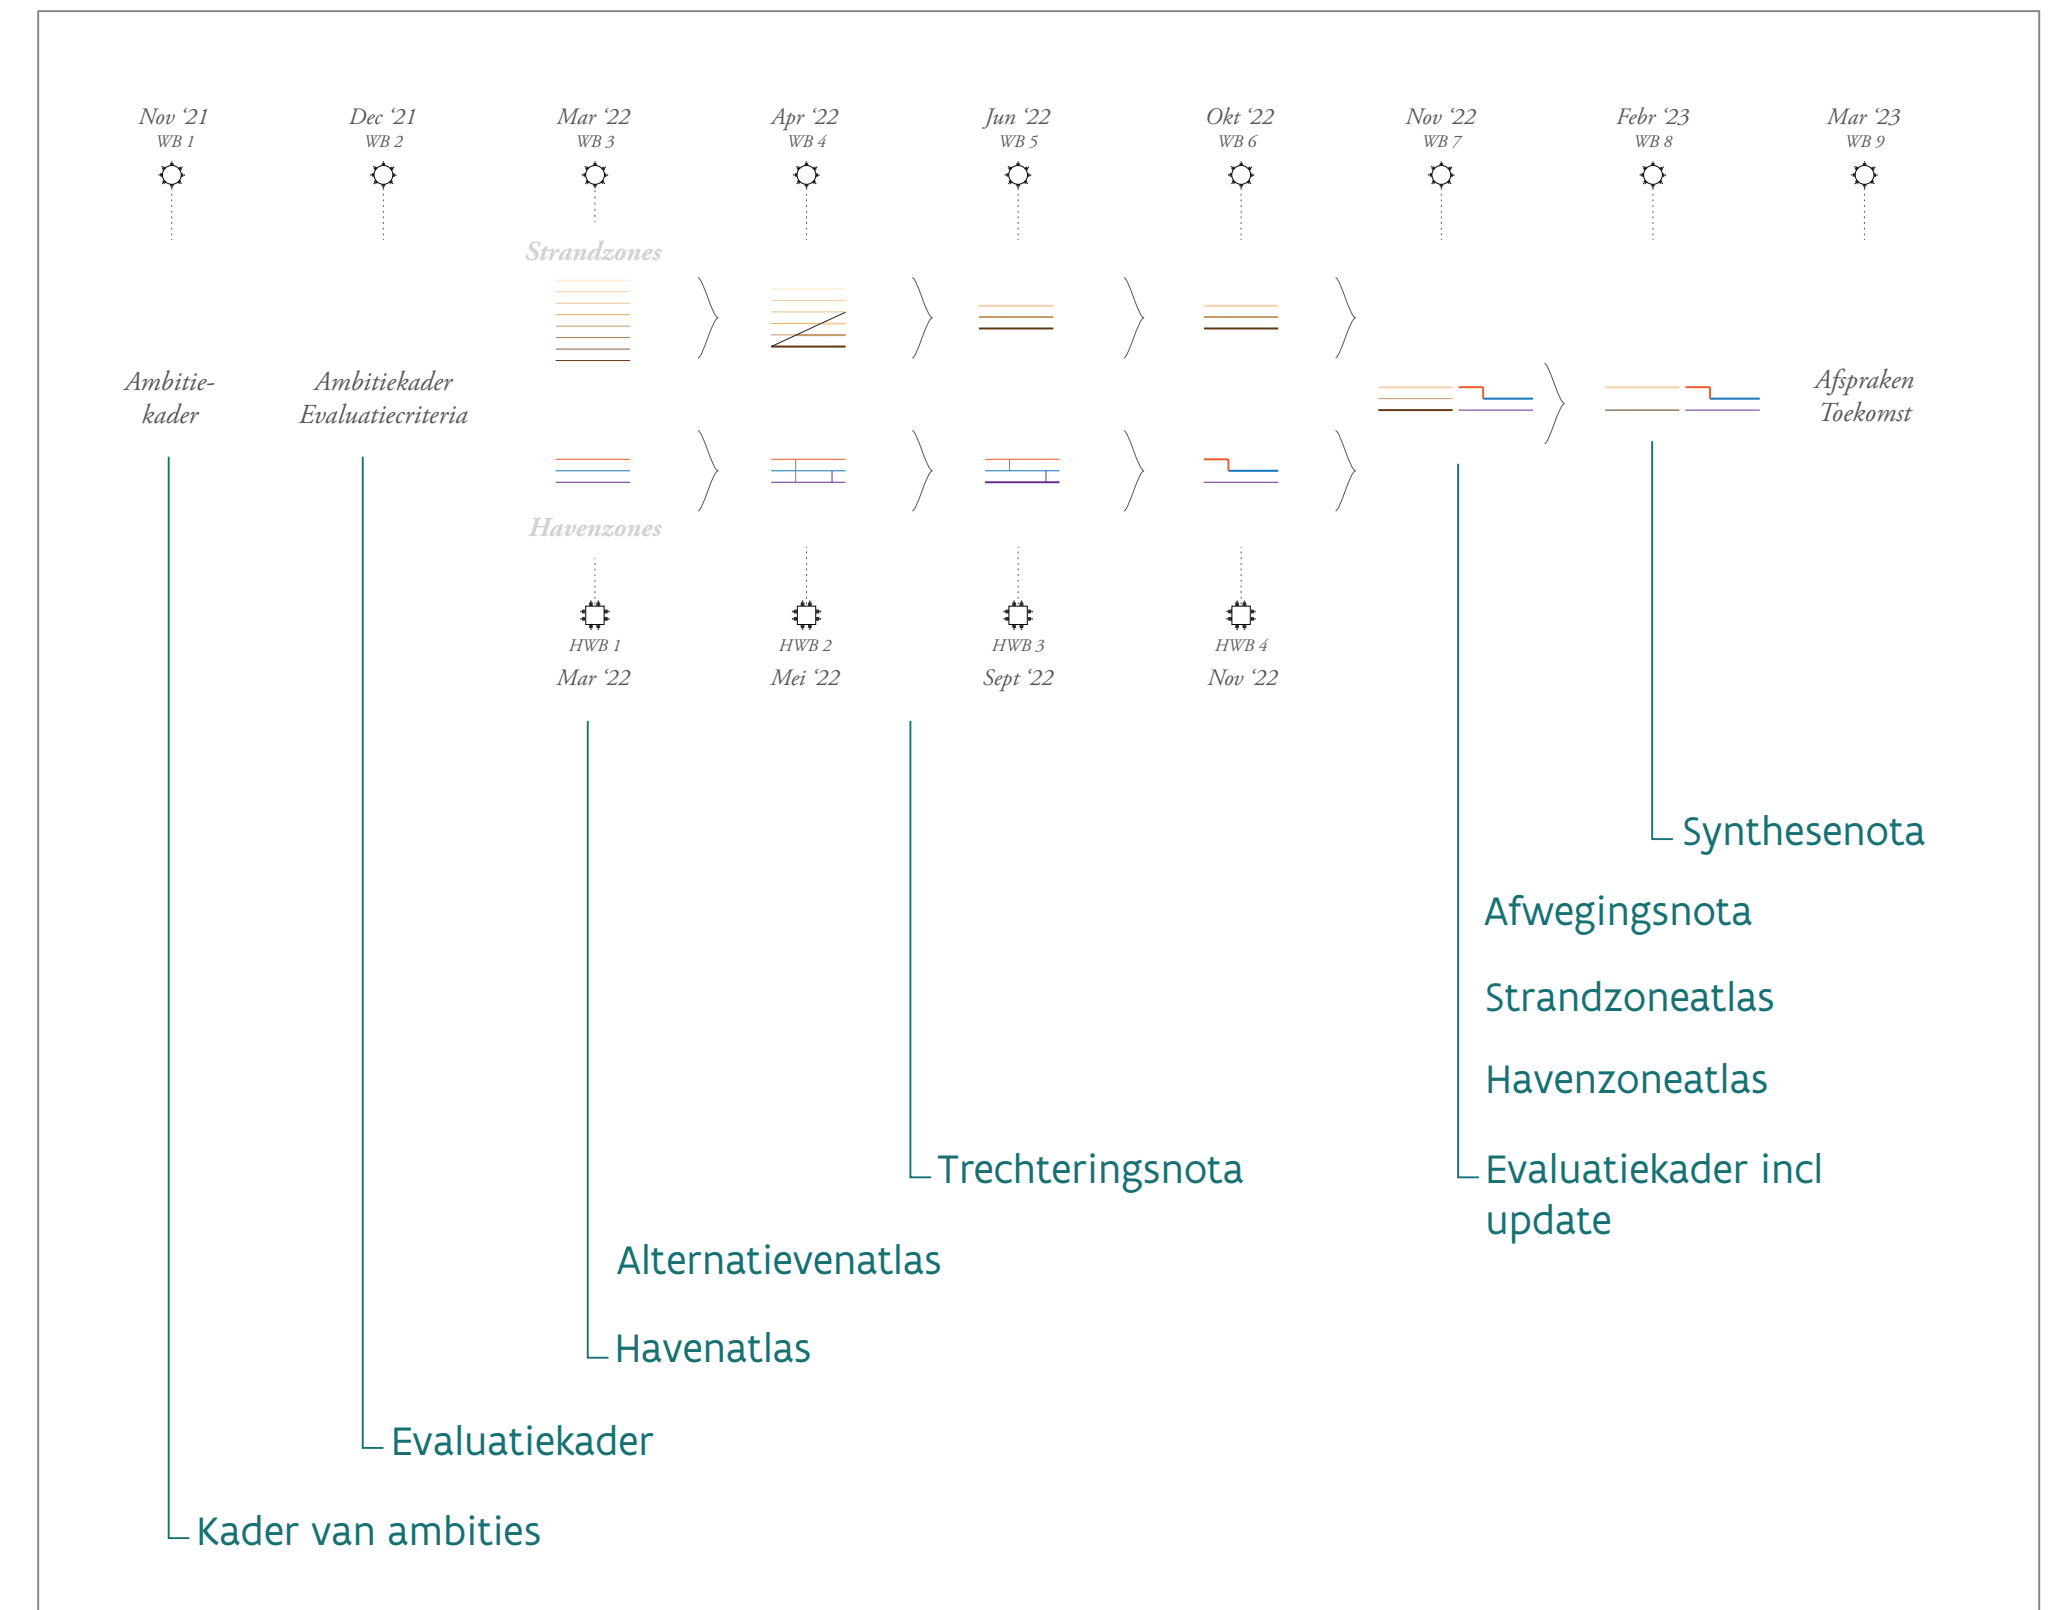 Nov ‘21
WB 1
Dec ‘21
WB 2
Mar ‘22
WB 3
Apr ‘22
WB 4
Jun ‘22
WB 5
Okt ‘22
WB 6
Nov ‘22
WB 7
Febr ‘23
WB 8
Mar ‘23
WB 9
Strandzones
Ambitie-
kader
Ambitiekader
Evaluatiecriteria
Afspraken
Toekomst
Havenzones
HWB 1
Mar ‘22
HWB 2
Mei ‘22
HWB 3
Sept ‘22
HWB 4
Nov ‘22
Synthesenota
Afwegingsnota
Strandzoneatlas
Havenzoneatlas
Evaluatiekader incl
update
Trechteringsnota
Alternatievenatlas
Havenatlas
Evaluatiekader
Kader van ambities